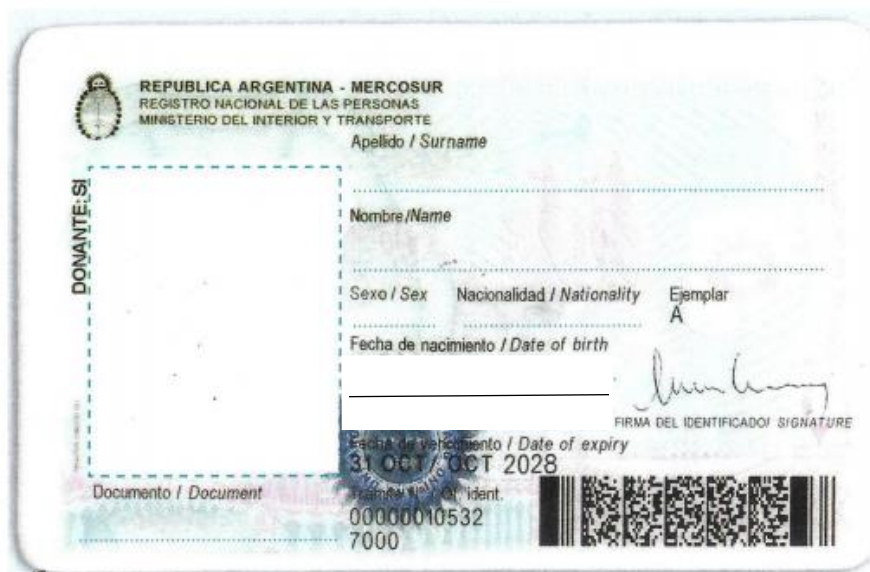 REPUBLICA ARGENTINA - MERCOSUR
REGISTRO NACIONAL DE LAS PERSONAS
MINISTERIO DEL INTERIOR Y TRANSPORTE
Apellido / Surname
DONANTE: SI
Nombre/Name
Sexo / Sex Nacionalidad / Nationality Ejemplar
A
Fecha de nacimiento / Date of birth
FIRMA DEL IDENTIFICADO/ SIGNATURE
Fecha de vencimiento / Date of expiry
31 OCT/ OCT 2028
Documento / Document
Of. ident.
00000010532
7000